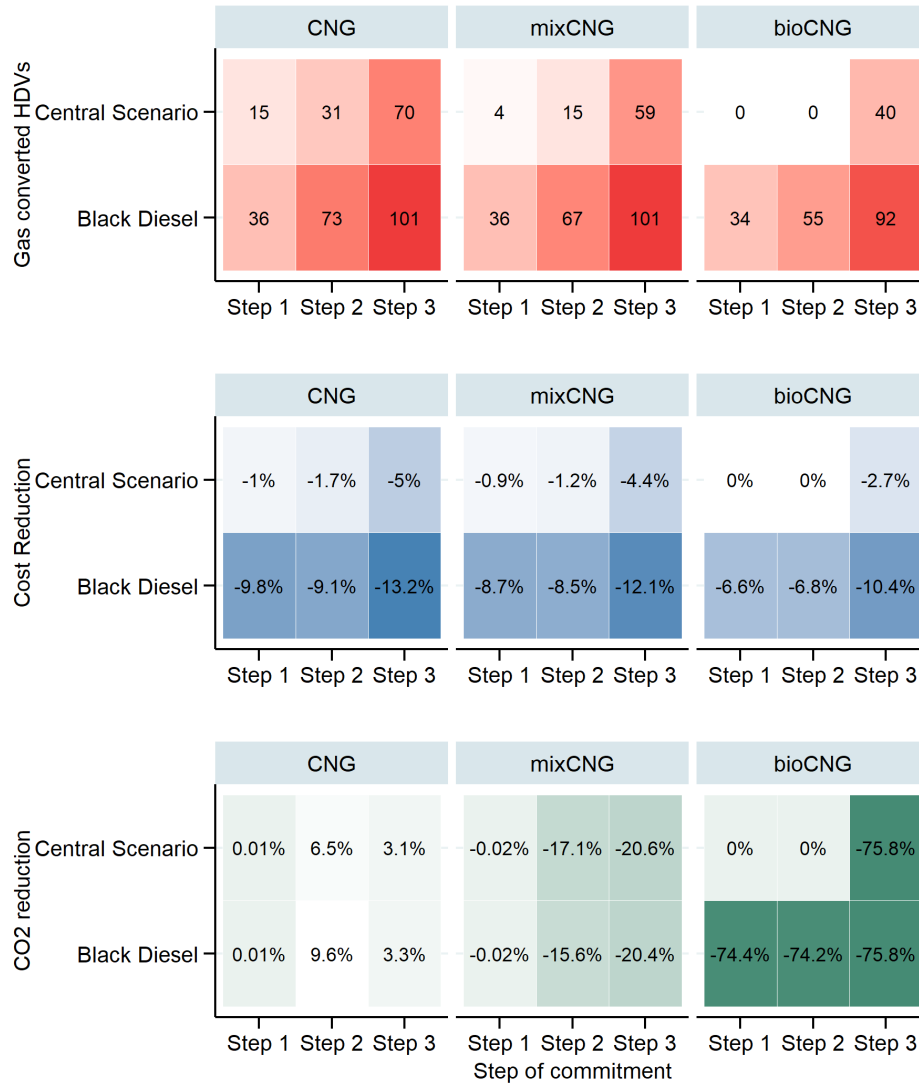 CNG mixCNG bioCNG
Gas converted HDVs
Central Scenario 15 31 70 4 15 59 0 0 40
Black Diesel 36 73 101 36 67 101 34 55 92
Step 1 Step 2 Step 3 Step 1 Step 2 Step 3 Step 1 Step 2 Step 3
CNG mixCNG bioCNG
Cost Reduction
Central Scenario -1% -1.7% -5% -0.9% -1.2% -4.4% 0% 0% -2.7%
Black Diesel -9.8% -9.1% -13.2% -8.7% -8.5% -12.1% -6.6% -6.8% -10.4%
Step 1 Step 2 Step 3 Step 1 Step 2 Step 3 Step 1 Step 2 Step 3
CNG mixCNG bioCNG
CO2 reduction
Central Scenario 0.01% 6.5% 3.1% -0.02% -17.1% -20.6% 0% 0% -75.8%
Black Diesel 0.01% 9.6% 3.3% -0.02% -15.6% -20.4% -74.4% -74.2% -75.8%
Step 1 Step 2 Step 3 Step 1 Step 2 Step 3 Step 1 Step 2 Step 3
Step of commitment